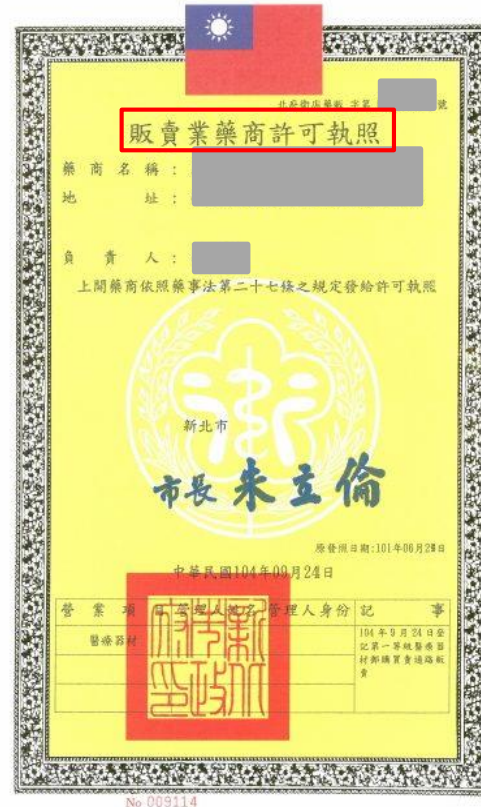 北府衛店藥販 字第 號
販賣業藥商許可執照
藥商名稱：
地址：
負責人：
上開藥商依照藥事法第二十七條之規定發給許可執照
新北市
市長 朱立倫
原發照日期:101年06月2日
中華民國104年09月24日
營業項目 管理人姓名 管理人身份 記事
醫療器材
104年9月24日登
記第一等級醫療器
材郵購買賣通路販
賣
新北市政府印
No 009114